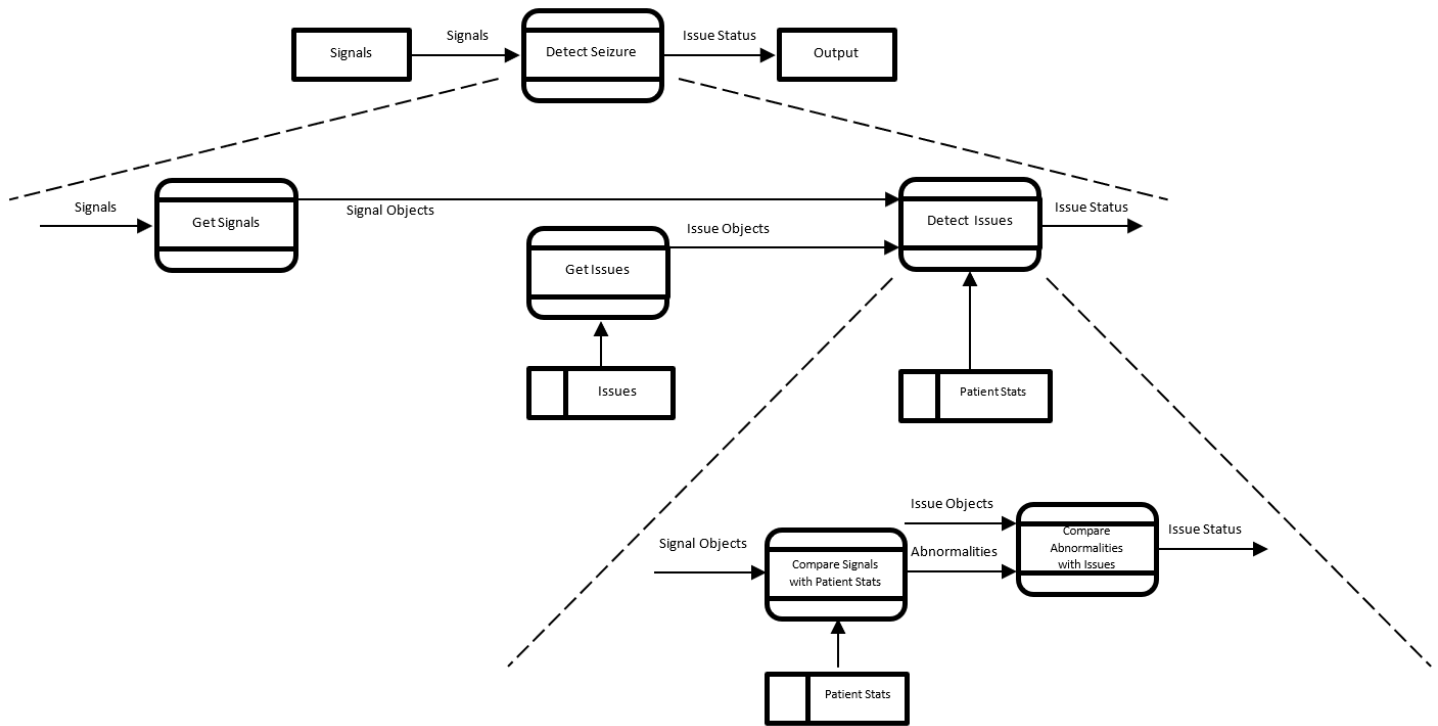 Signals
Signals
Detect Seizure
Issue Status
Output
Signals
Get Signals
Signal Objects
Issue Objects
Get Issues
Detect Issues
Issue Status
Issues
Patient Stats
Signal Objects
Compare Signals
with Patient Stats
Issue Objects
Abnormalities
Compare
Abnormalities
with Issues
Issue Status
Patient Stats